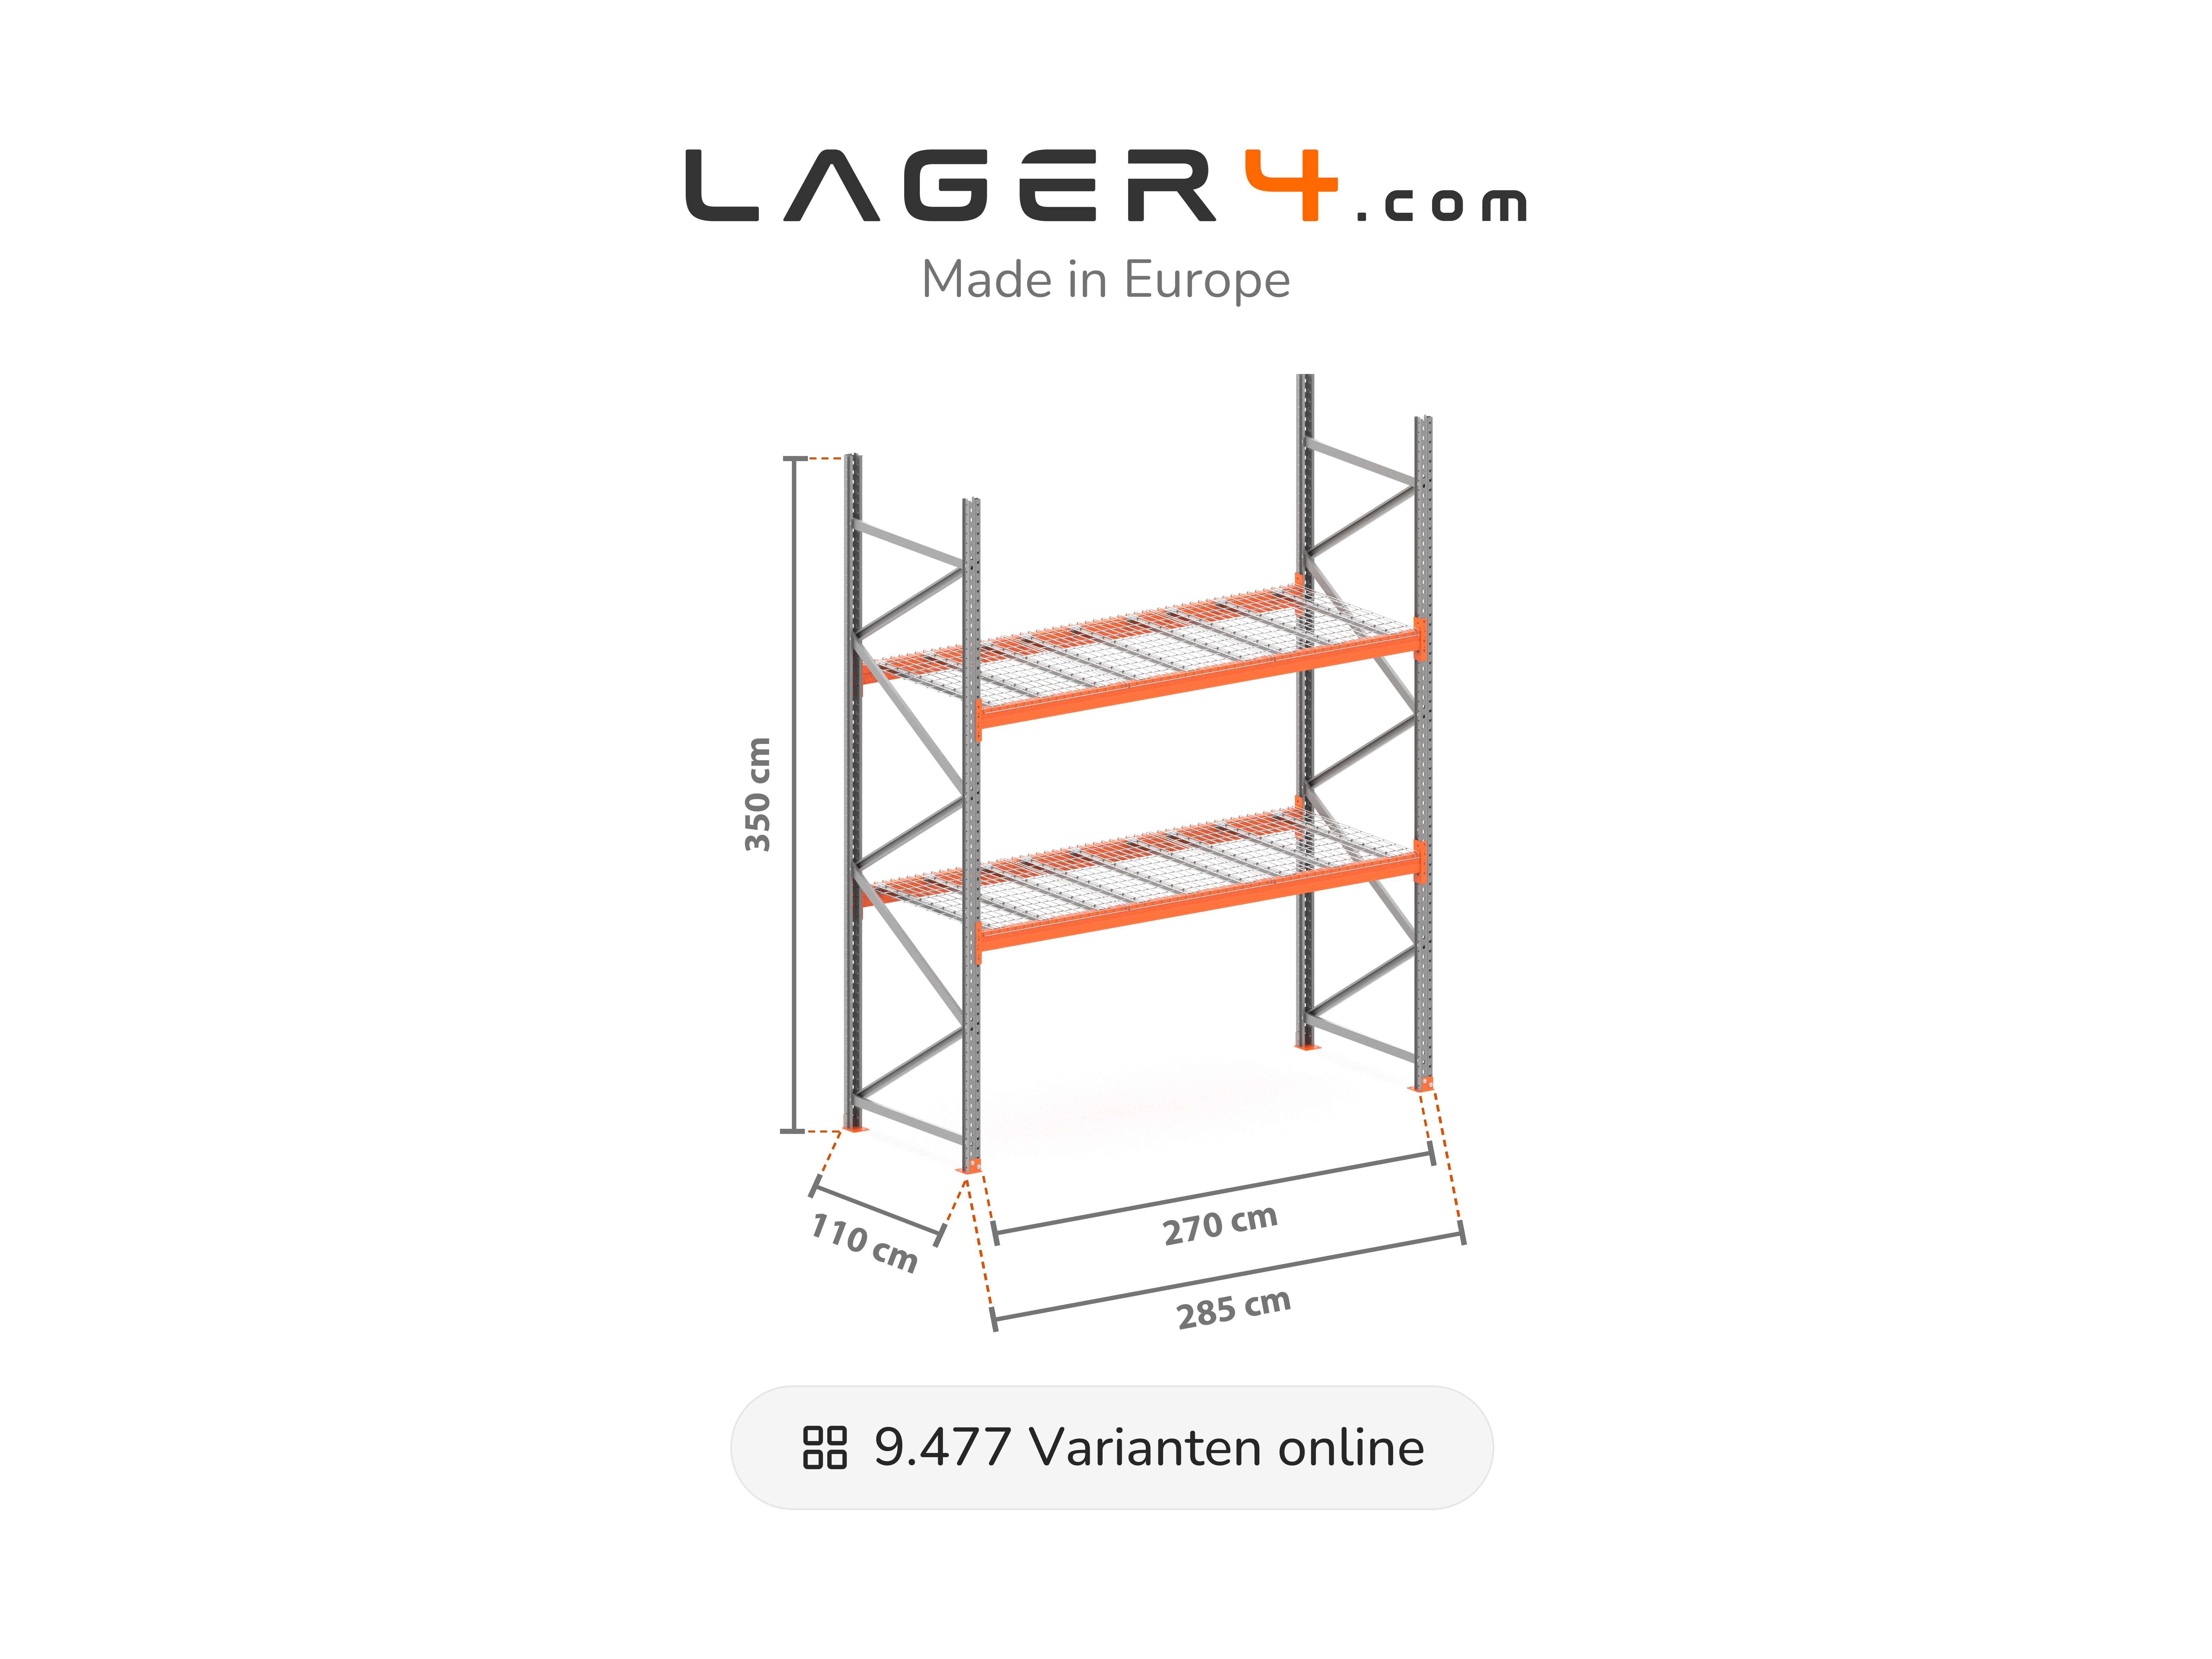 LAGER4.com
Made in Europe
350 cm
110 cm
270 cm
285 cm
9.477 Varianten online